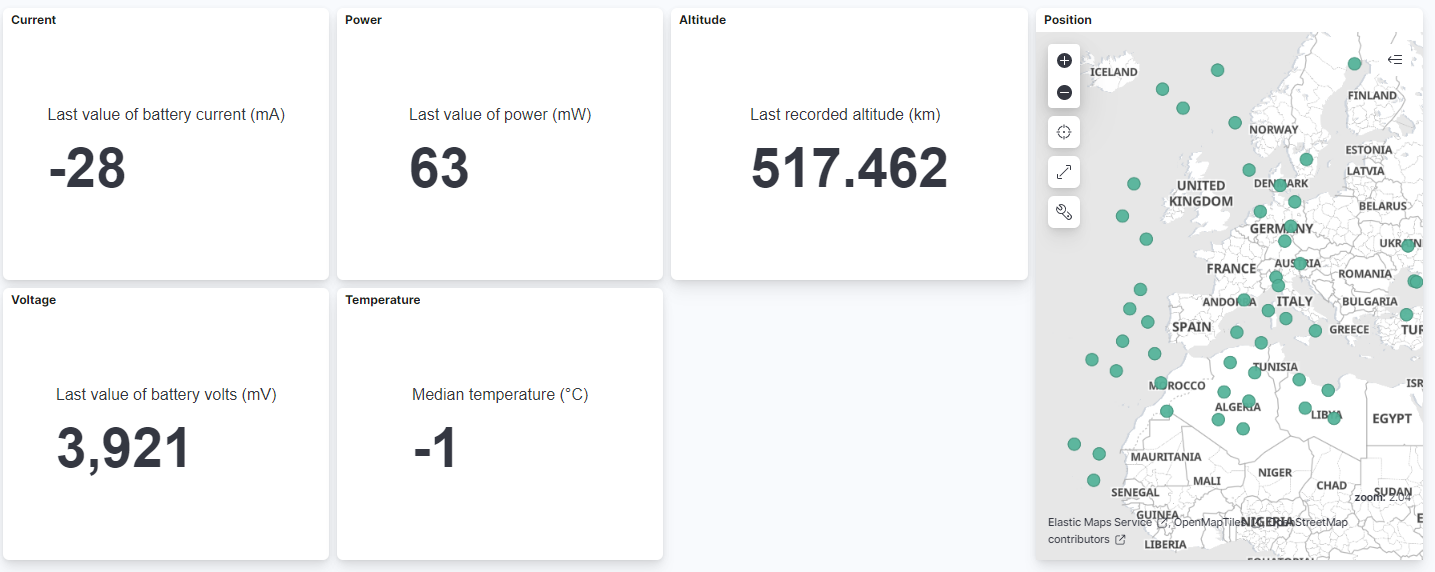 Current
Last value of battery current (mA)
-28
Power
Last value of power (mW)
63
Altitude
Last recorded altitude (km)
517.462
Voltage
Last value of battery volts (mV)
3,921
Temperature
Median temperature (°C)
-1
Position
ICELAND
FINLAND
NORWAY
ESTONIA
LATVIA
DENMARK
UNITED
KINGDOM
BELARUS
GERMANY
UKRAIN
FRANCE
AUSTRIA
ROMANIA
ANDORRA
ITALY
BULGARIA
SPAIN
GREECE
TUR
TUNISIA
MOROCCO
ISR
ALGERIA
LIBYA
EGYPT
MAURITANIA
NIGER
MALI
CHAD
SUDAN
SENEGAL
zoom: 2.04
GUINEA
NIGERIA
Elastic Maps Service , OpenMapTiles , OpenStreetMap
contributors
LIBERIA